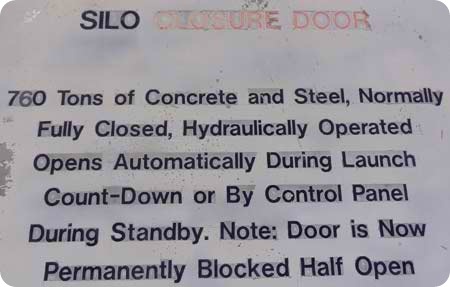 SILO CLOSURE DOOR
760 Tons of Concrete and Steel, Normally
Fully Closed, Hydraulically Operated
Opens Automatically During Launch
Count-Down or By Control Panel
During Standby. Note: Door is Now
Permanently Blocked Half Open